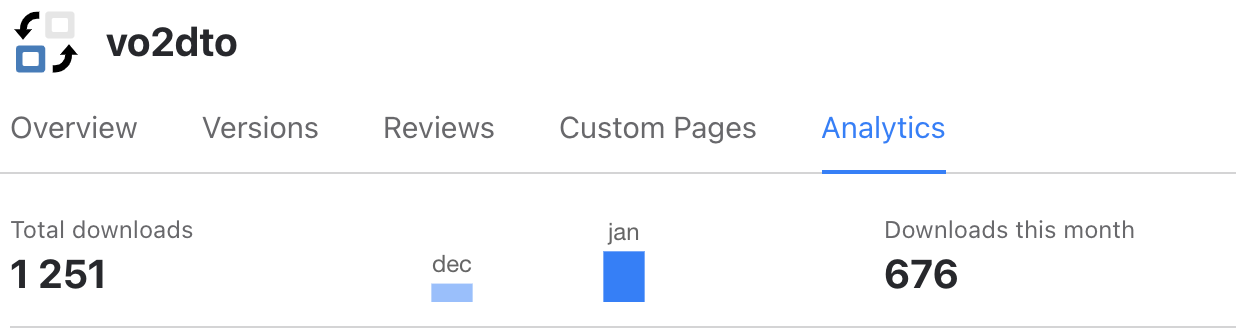 vo2dto
Overview Versions Reviews Custom Pages Analytics
Total downloads
1 251
dec
jan
Downloads this month
676